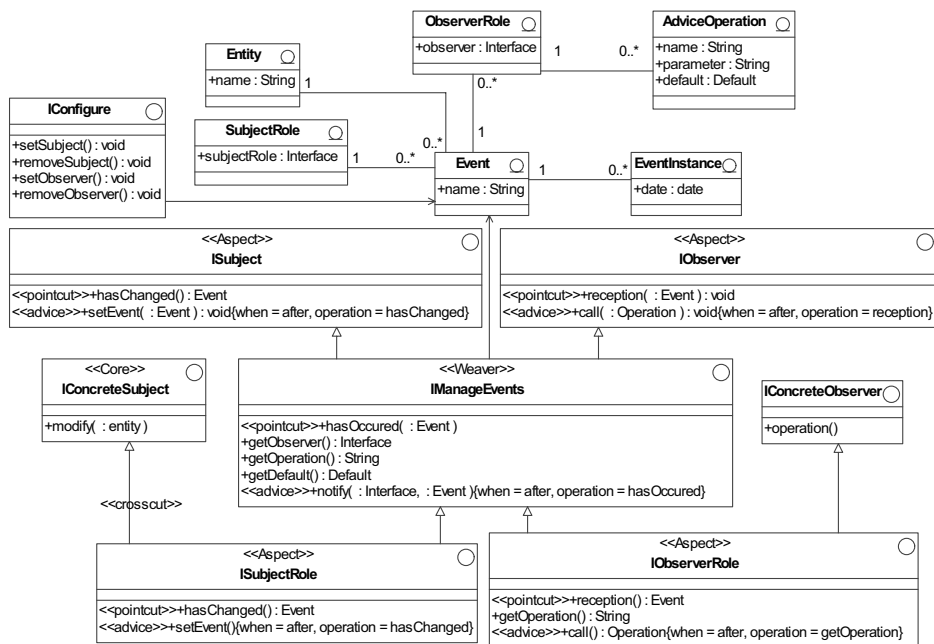 ObserverRole
+observer : Interface
1
0..*
AdviceOperation
+name : String
+parameter : String
+default : Default
Entity
+name : String
1
0..*
0..*
1
IConfigure
+setSubject() : void
+removeSubject() : void
+setObserver() : void
+removeObserver() : void
SubjectRole
+subjectRole : Interface
1
0..*
Event
+name : String
1
0..*
EventInstance
+date : date
<<Aspect>>
ISubject
<<pointcut>>+hasChanged() : Event
<<advice>>+setEvent( : Event ) : void{when = after, operation = hasChanged}
<<Aspect>>
IObserver
<<pointcut>>+reception( : Event ) : void
<<advice>>+call( : Operation ) : void{when = after, operation = reception}
<<Core>>
IConcreteSubject
+modify( : entity )
<<Weaver>>
IManageEvents
<<pointcut>>+hasOccured( : Event )
+getObserver() : Interface
+getOperation() : String
+getDefault() : Default
<<advice>>+notify( : Interface, : Event ){when = after, operation = hasOccured}
IConcreteObserver
+operation()
<<crosscut>>
<<Aspect>>
ISubjectRole
<<pointcut>>+hasChanged() : Event
<<advice>>+setEvent(){when = after, operation = hasChanged}
<<Aspect>>
IObserverRole
<<pointcut>>+reception() : Event
+getOperation() : String
<<advice>>+call() : Operation{when = after, operation = getOperation}